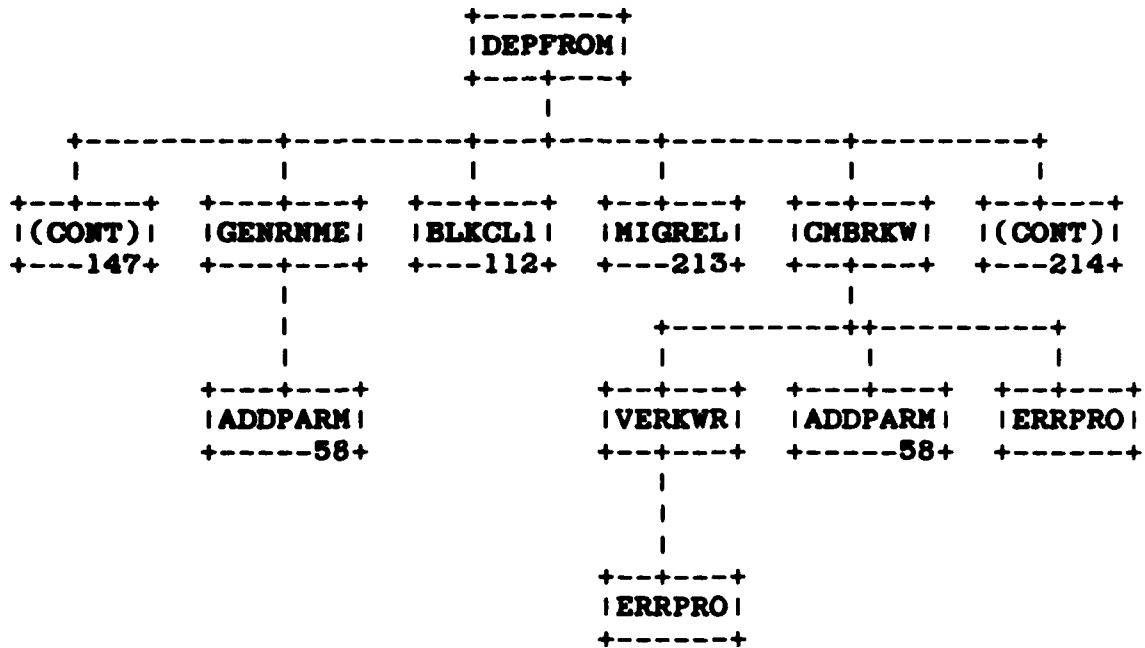 DEPFROM
(CONT) GENRNME BLKCL1 MIGREL CMBRKW (CONT)
147 112 213 214
ADDPARM VERKWR ADDPARM ERRPRO
58 58
ERRPRO